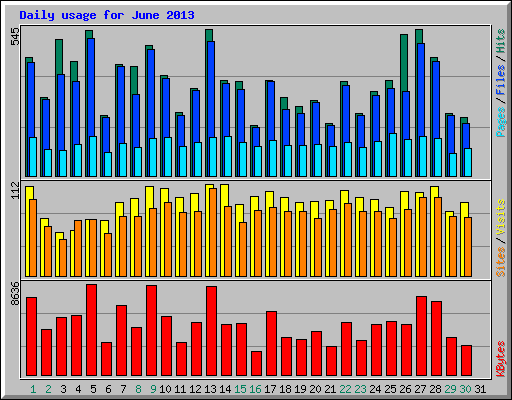 Daily usage for June 2013
545
Pages/Files/Hits
112
Sites/Visits
8636
KBytes
1 2 3 4 5 6 7 8 9 10 11 12 13 14 15 16 17 18 19 20 21 22 23 24 25 26 27 28 29 30 31